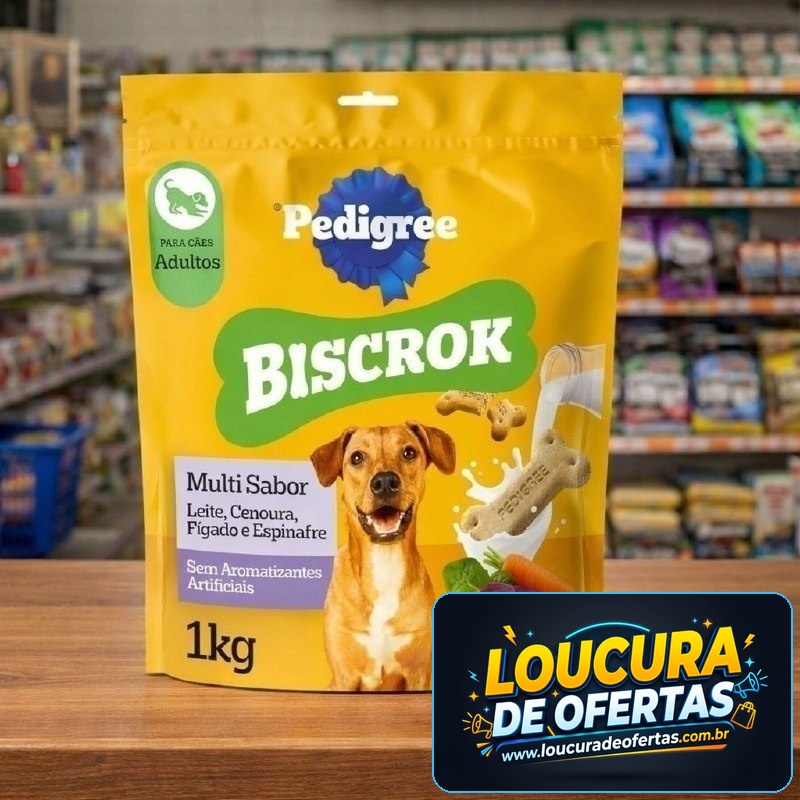 Pedigree
PARA CÃES
Adultos
BISCROK
PEDIGREE
Multi Sabor
Leite, Cenoura,
Fígado e Espinafre
Sem Aromatizantes
Artificiais
1kg
LOUCURA
DE OFERTAS
www.loucuradeofertas.com.br